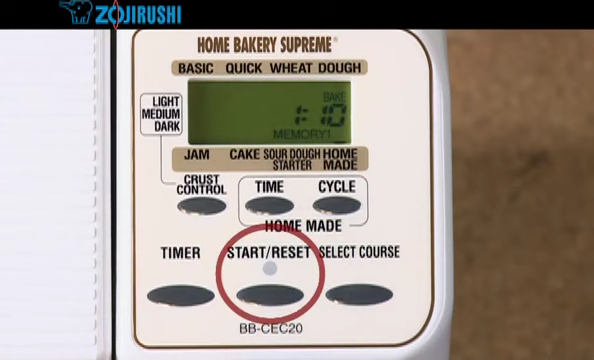 ZOJIRUSHI
HOME BAKERY SUPREME®
BASIC QUICK WHEAT DOUGH
LIGHT
MEDIUM
DARK
BAKE
1:10
MEMORY1
JAM CAKE SOUR DOUGH STARTER HOME MADE
CRUST CONTROL
TIME CYCLE
HOME MADE
TIMER START/RESET SELECT COURSE
BB-CEC20